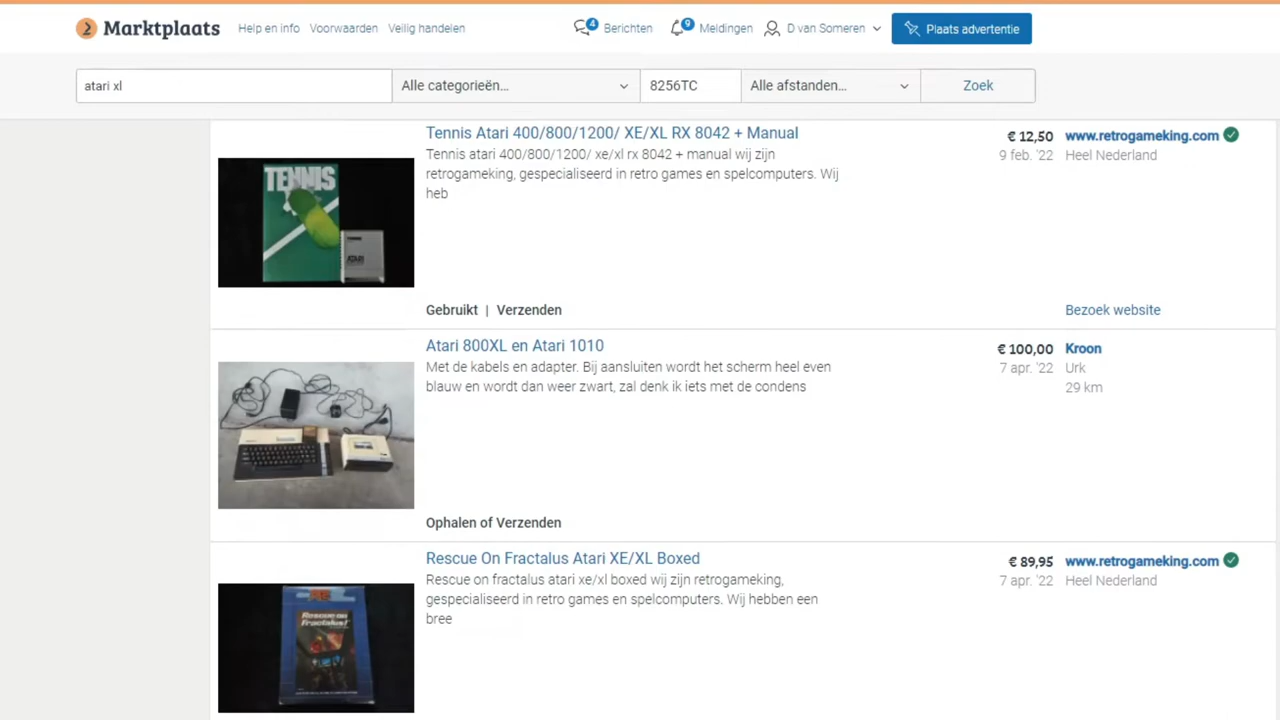 Marktplaats Help en info Voorwaarden Veilig handelen 4 Berichten 9 Meldingen D van Someren Plaats advertentie
atari xl Alle categorieën... 8256TC Alle afstanden... Zoek
Tennis Atari 400/800/1200/ XE/XL RX 8042 + Manual € 12,50 www.retrogameking.com
Tennis atari 400/800/1200/ xe/xl rx 8042 + manual wij zijn 9 feb. '22 Heel Nederland
retrogameking, gespecialiseerd in retro games en spelcomputers. Wij
heb
TENNIS
Gebruikt | Verzenden Bezoek website
Atari 800XL en Atari 1010 € 100,00 Kroon
Met de kabels en adapter. Bij aansluiten wordt het scherm heel even 7 apr. '22 Urk
blauw en wordt dan weer zwart, zal denk ik iets met de condens 29 km
Ophalen of Verzenden
Rescue On Fractalus Atari XE/XL Boxed € 89,95 www.retrogameking.com
Rescue on fractalus atari xe/xl boxed wij zijn retrogameking, 7 apr. '22 Heel Nederland
gespecialiseerd in retro games en spelcomputers. Wij hebben een
bree
Rescue on
Fractalus!